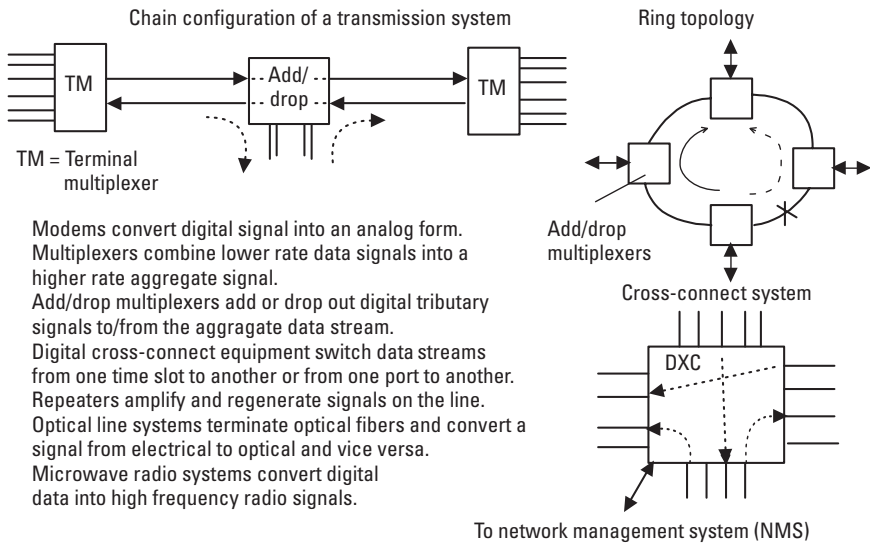 Chain configuration of a transmission system
Ring topology
TM
Add/
drop
TM
TM = Terminal
multiplexer
Add/drop
multiplexers
Modems convert digital signal into an analog form.
Multiplexers combine lower rate data signals into a
higher rate aggregate signal.
Add/drop multiplexers add or drop out digital tributary
signals to/from the aggragate data stream.
Digital cross-connect equipment switch data streams
from one time slot to another or from one port to another.
Repeaters amplify and regenerate signals on the line.
Optical line systems terminate optical fibers and convert a
signal from electrical to optical and vice versa.
Microwave radio systems convert digital
data into high frequency radio signals.
Cross-connect system
DXC
To network management system (NMS)